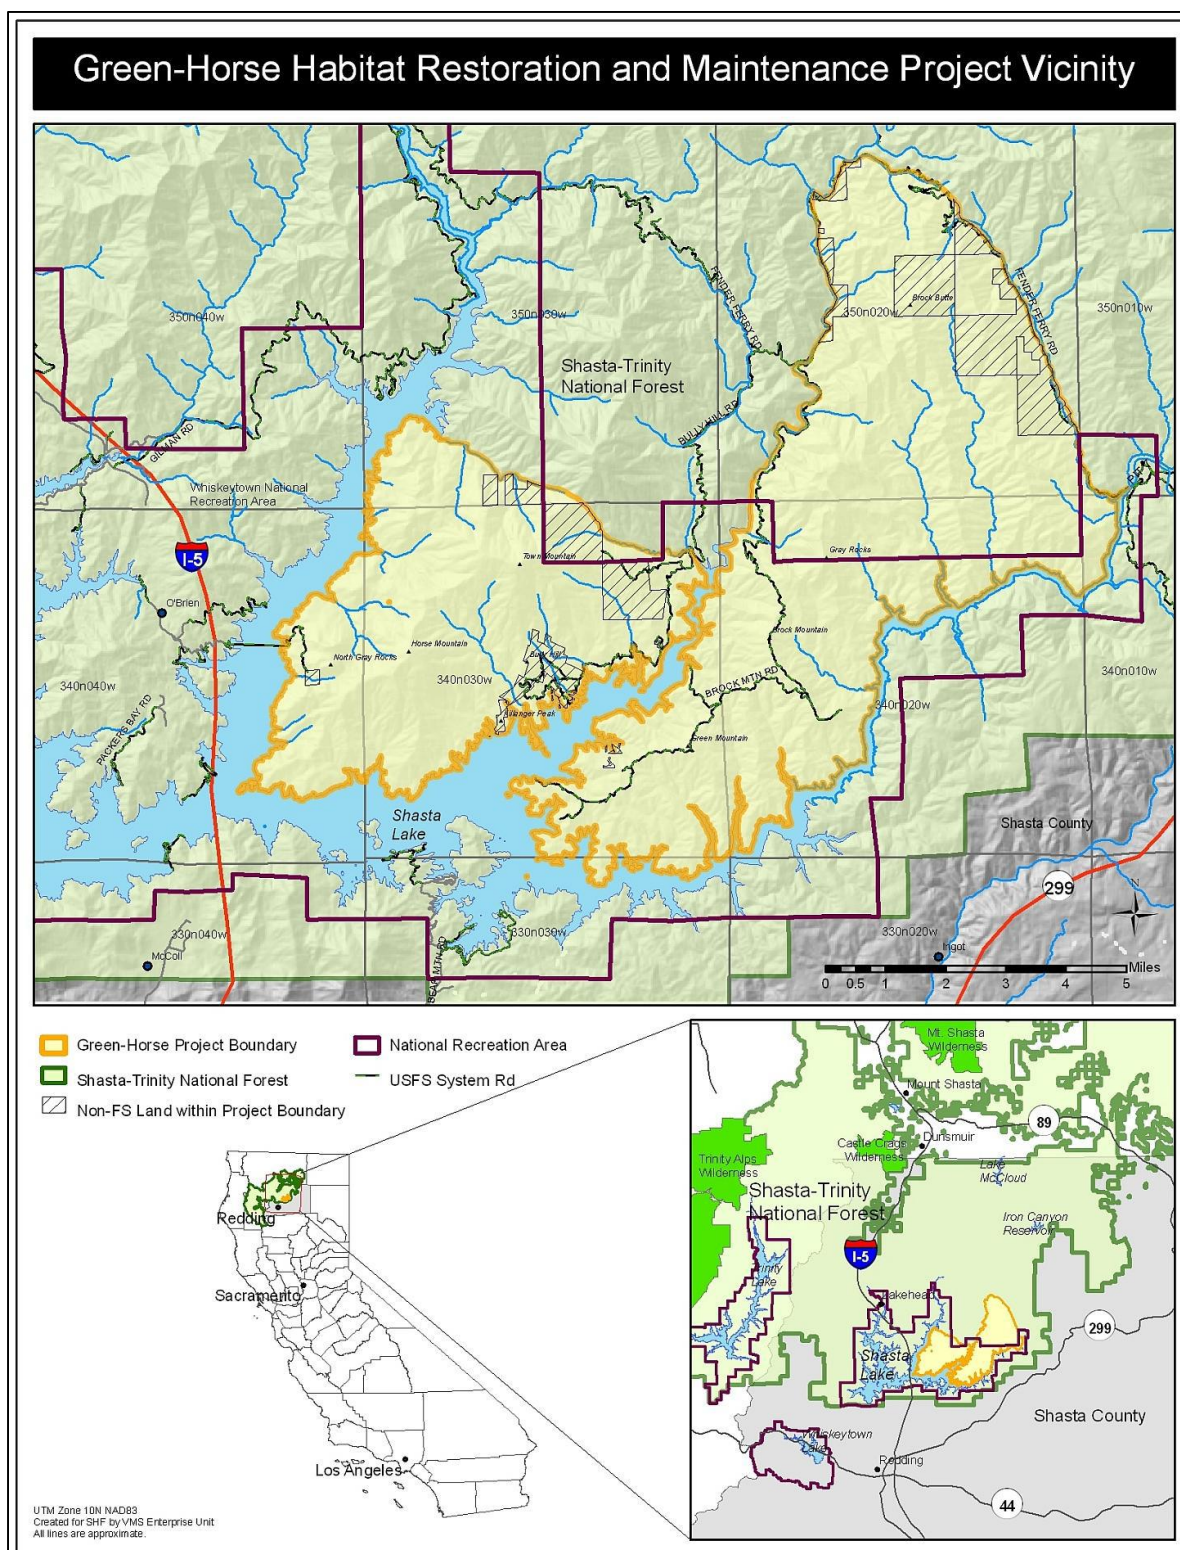 Green-Horse Habitat Restoration and Maintenance Project Vicinity
350n040w
350n030w
FENDER FERRY RD
350n020w
Brock Butte
FENDER FERRY RD
350n010w
Shasta-Trinity
National Forest
GILMAN RD
BULLY HILL RD
Whiskeytown National
Recreation Area
I-5
Town Mountain
Gray Rocks
O'Brien
Horse Mountain
North Gray Rocks
Brock Mountain
340n040w
340n030w
BROCK MTN RD
340n020w
340n010w
PACKERS BAY RD
Green Mountain
Shasta
Lake
Shasta County
299
N
330n040w
330n030w
330n020w
McColl
BEAR MTN RD
Ingot
0 0.5 1 2 3 4 5
Miles
Green-Horse Project Boundary
National Recreation Area
Shasta-Trinity National Forest
USFS System Rd
Non-FS Land within Project Boundary
Redding
Sacramento
Los Angeles
Mt. Shasta
Wilderness
Mount Shasta
89
Castle Crags
Wilderness
Dunsmuir
Trinity Alps
Wilderness
Lake
McCloud
Shasta-Trinity
National Forest
Iron Canyon
Reservoir
I-5
Trinity
Lake
Lakehead
299
Shasta
Lake
Shasta County
Whiskeytown
Lake
Redding
44
UTM Zone 10N NAD83
Created for SHF by VMS Enterprise Unit
All lines are approximate.